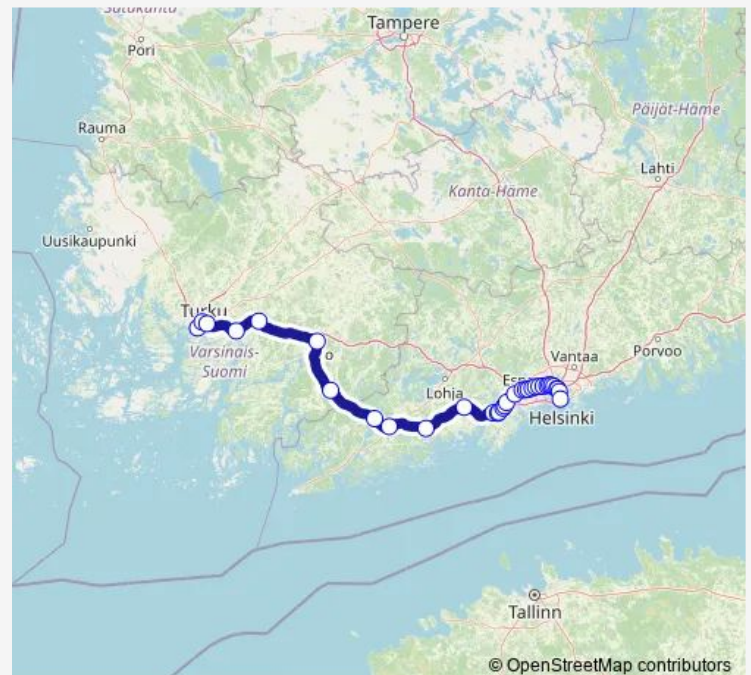 Satakunta
Tampere
Pori
Päijät-Häme
Rauma
Lahti
Kanta-Häme
Uusikaupunki
Turku
Varsinais-
Suomi
Vantaa
Porvoo
Lohja
Espo
Helsinki
Tallinn
© OpenStreetMap contributors